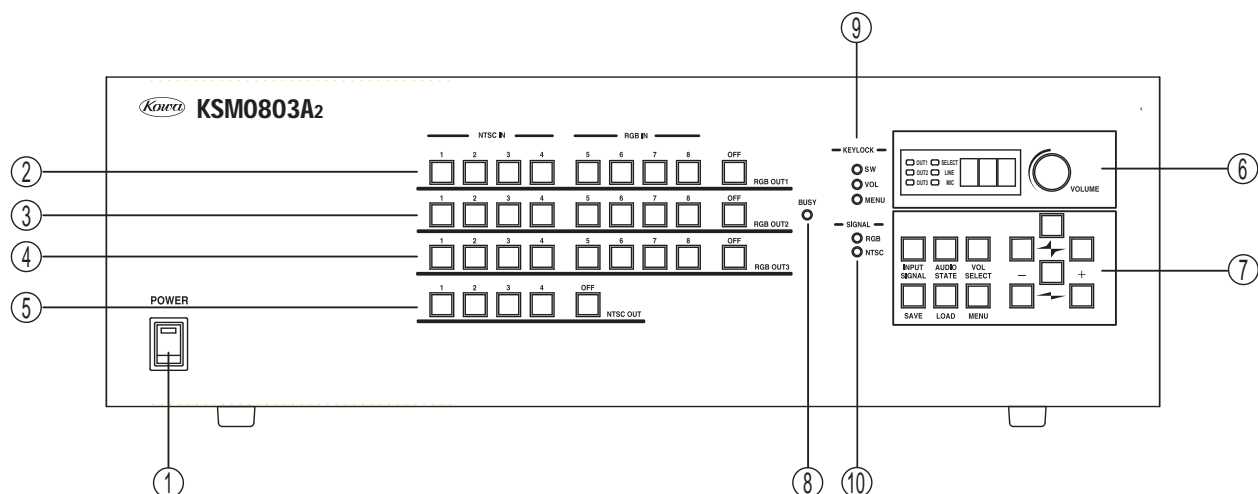 ⑨
Kowa KSM0803A2
NTSC IN RGB IN
1 2 3 4 5 6 7 8 OFF
② RGB OUT1
KEYLOCK
SW
VOL
MENU
OUT1 SELECT
OUT2 LINE
OUT3 MIC
VOLUME ⑥
1 2 3 4 5 6 7 8 OFF
③ RGB OUT2
BUSY
SIGNAL
RGB
NTSC
1 2 3 4 5 6 7 8 OFF
④ RGB OUT3
INPUT SIGNAL
AUDIO STATE
VOL SELECT
− +
⑦
SAVE LOAD MENU
1 2 3 4 OFF
⑤ NTSC OUT
POWER
① ⑧ ⑩